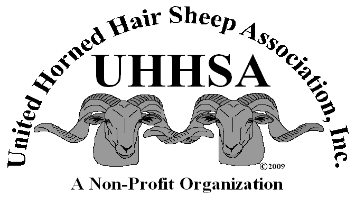 United Horned Hair Sheep Association, Inc.
UHHSA
©2009
A Non-Profit Organization